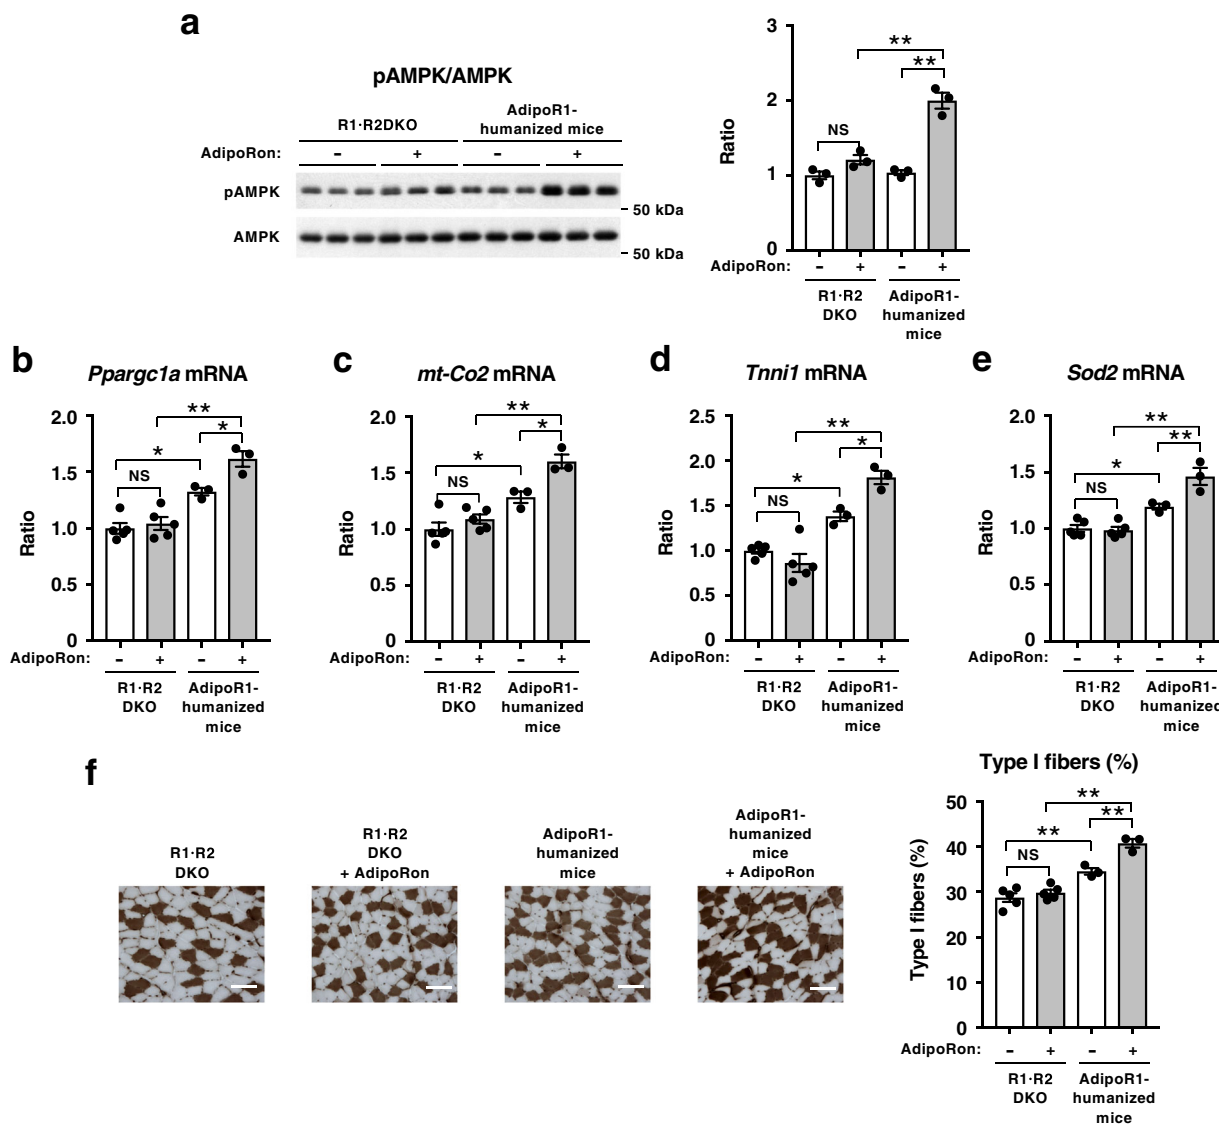 a
pAMPK/AMPK
R1·R2DKO
AdipoR1-
humanized mice
AdipoRon: - + - +
pAMPK
50 kDa
AMPK
50 kDa
3
2
1
0
Ratio
NS
**
**
AdipoRon: - + - +
R1·R2
DKO
AdipoR1-
humanized
mice
b
Ppargc1a mRNA
2.0
1.5
1.0
0.5
0
Ratio
NS
*
**
*
AdipoRon: - + - +
R1·R2
DKO
AdipoR1-
humanized
mice
c
mt-Co2 mRNA
2.0
1.5
1.0
0.5
0
Ratio
NS
*
**
*
AdipoRon: - + - +
R1·R2
DKO
AdipoR1-
humanized
mice
d
Tnni1 mRNA
2.5
2.0
1.5
1.0
0.5
0
Ratio
NS
*
**
*
AdipoRon: - + - +
R1·R2
DKO
AdipoR1-
humanized
mice
e
Sod2 mRNA
2.0
1.5
1.0
0.5
0
Ratio
NS
*
**
**
AdipoRon: - + - +
R1·R2
DKO
AdipoR1-
humanized
mice
f
R1·R2
DKO
R1·R2
DKO
+ AdipoRon
AdipoR1-
humanized
mice
AdipoR1-
humanized
mice
+ AdipoRon
Type I fibers (%)
50
40
30
20
10
0
Type I fibers (%)
NS
**
**
**
AdipoRon: - + - +
R1·R2
DKO
AdipoR1-
humanized
mice